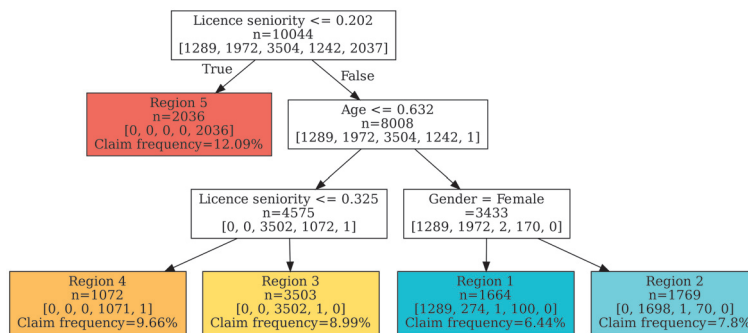 Licence seniority <= 0.202
n=10044
[1289, 1972, 3504, 1242, 2037]
True
False
Region 5
n=2036
[0, 0, 0, 0, 2036]
Claim frequency=12.09%
Age <= 0.632
n=8008
[1289, 1972, 3504, 1242, 1]
Licence seniority <= 0.325
n=4575
[0, 0, 3502, 1072, 1]
Gender = Female
=3433
[1289, 1972, 2, 170, 0]
Region 4
n=1072
[0, 0, 0, 1071, 1]
Claim frequency=9.66%
Region 3
n=3503
[0, 0, 3502, 1, 0]
Claim frequency=8.99%
Region 1
n=1664
[1289, 274, 1, 100, 0]
Claim frequency=6.44%
Region 2
n=1769
[0, 1698, 1, 70, 0]
Claim frequency=7.8%